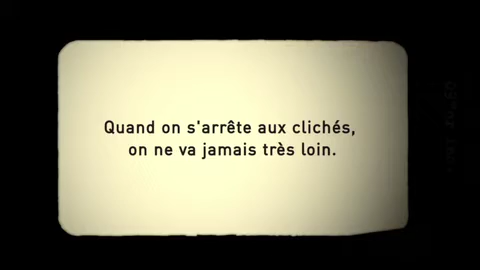 Quand on s'arrête aux clichés,
on ne va jamais très loin.